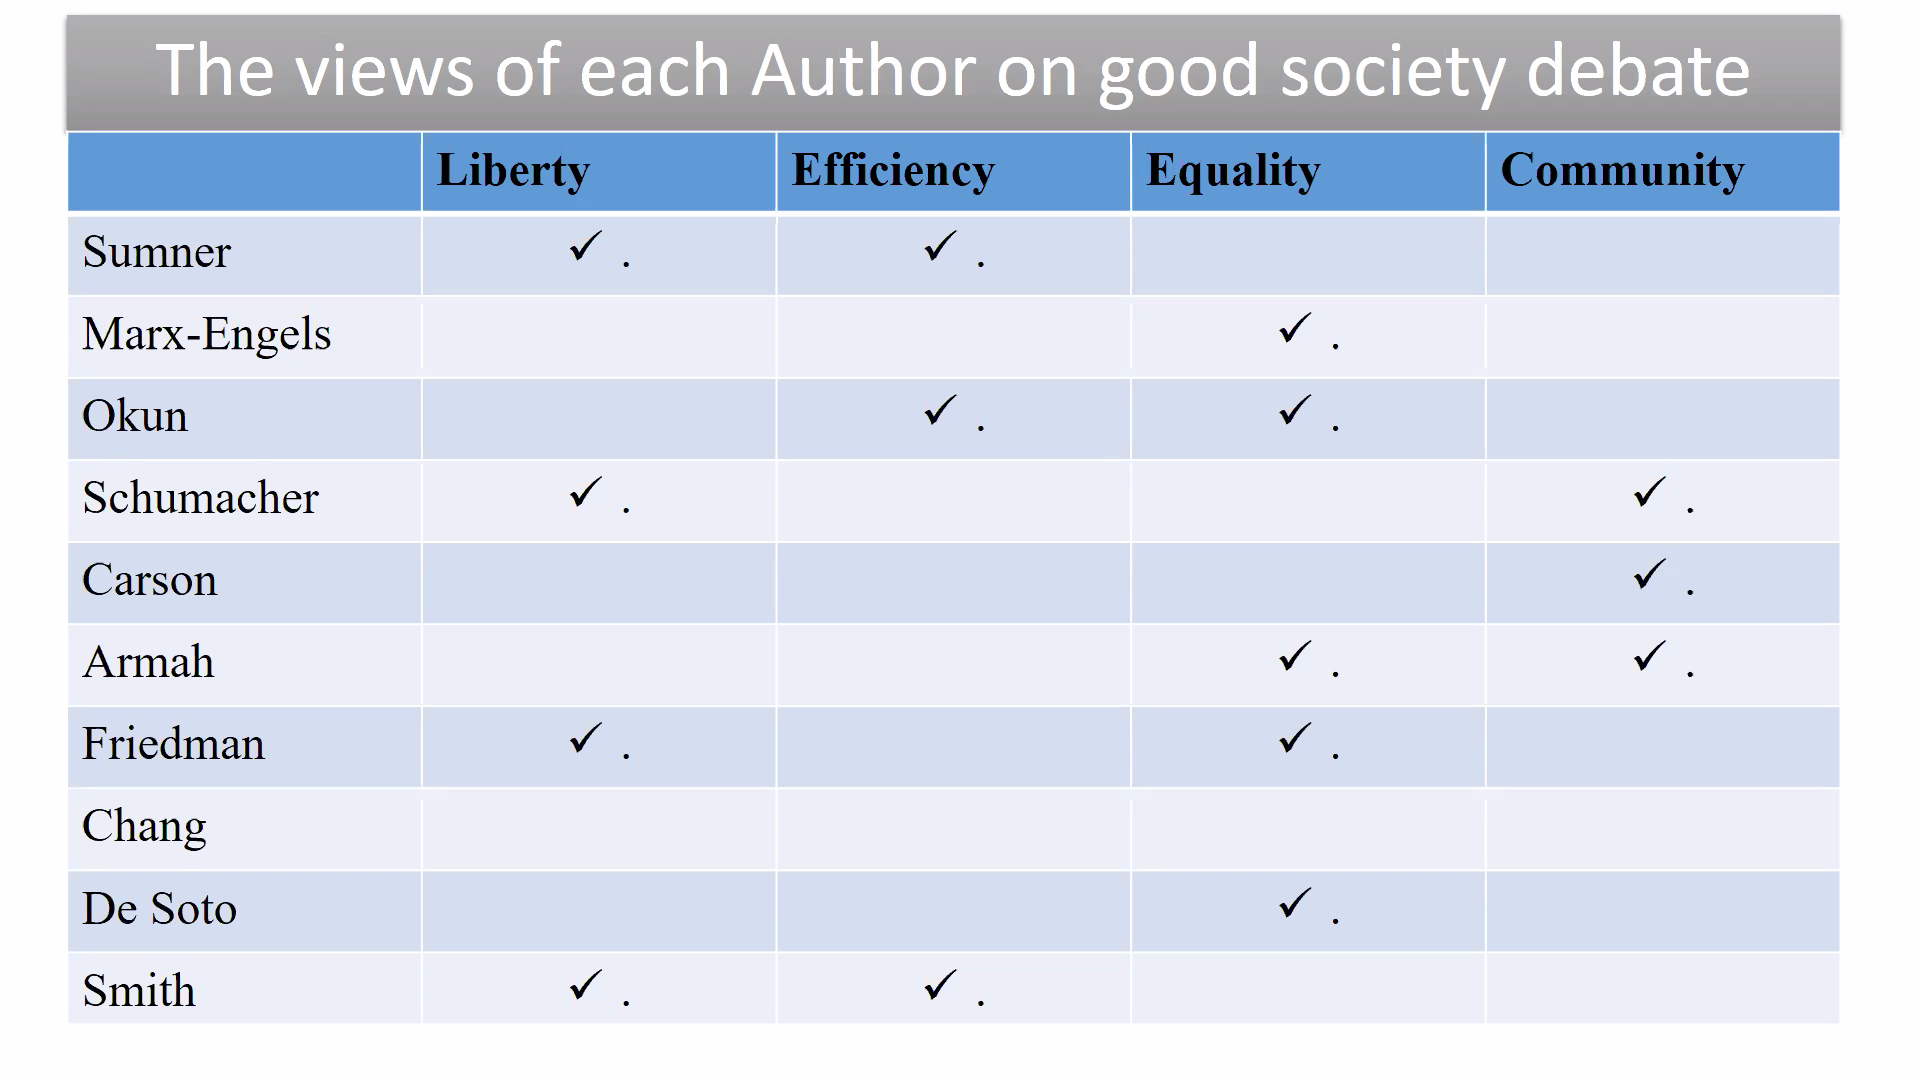 The views of each Author on good society debate
Liberty Efficiency Equality Community
Sumner ✓ . ✓ .
Marx-Engels ✓ .
Okun ✓ . ✓ .
Schumacher ✓ . ✓ .
Carson ✓ .
Armah ✓ . ✓ .
Friedman ✓ . ✓ .
Chang
De Soto ✓ .
Smith ✓ . ✓ .